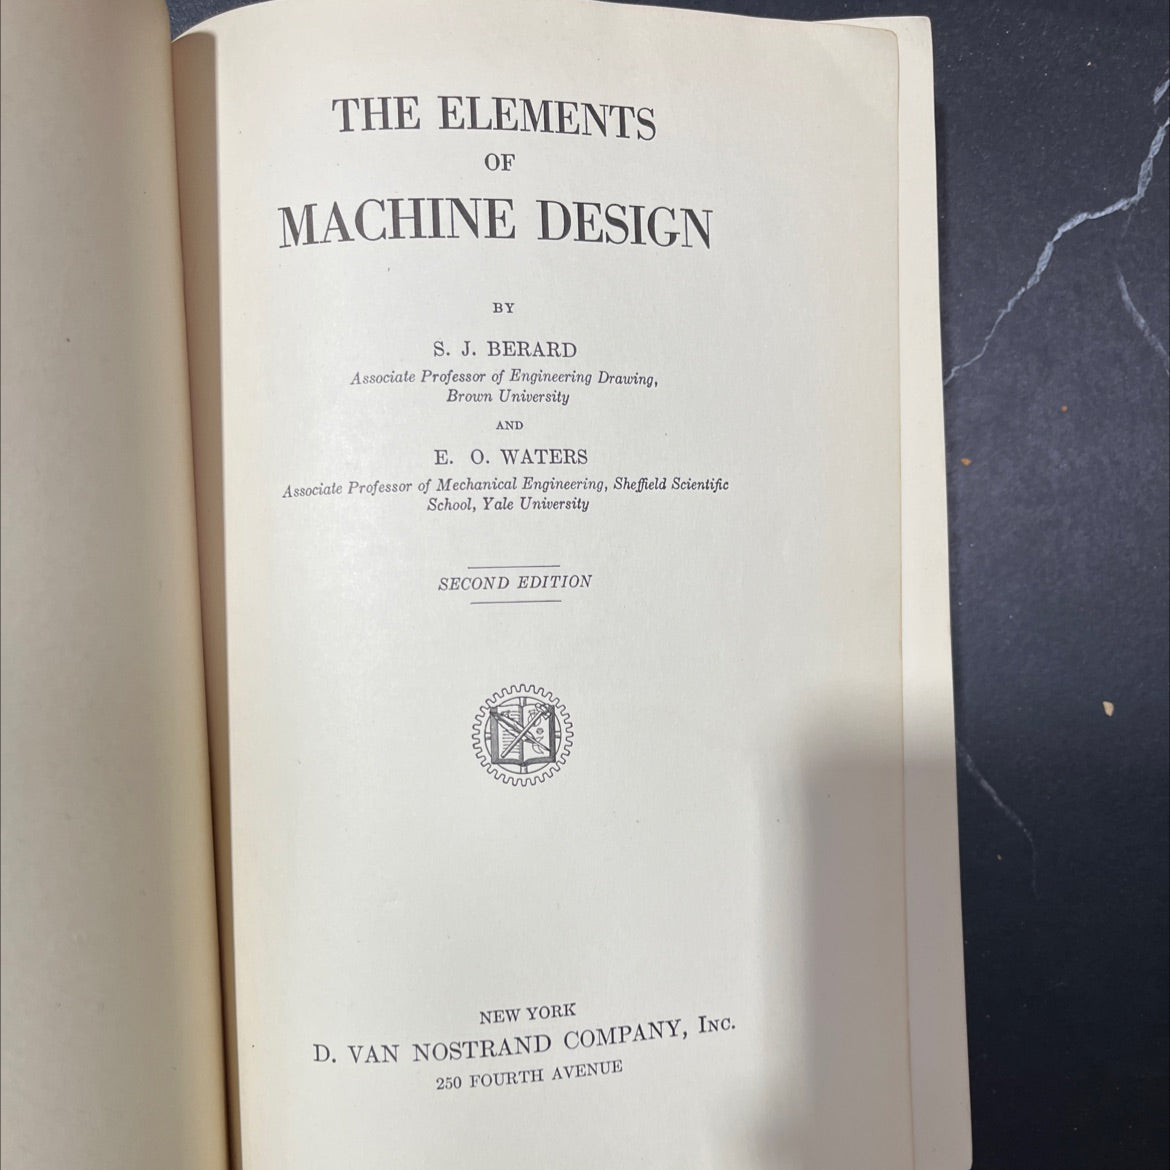 THE ELEMENTS
OF
MACHINE DESIGN
BY
S. J. BERARD
Associate Professor of Engineering Drawing,
Brown University
AND
E. O. WATERS
Associate Professor of Mechanical Engineering, Sheffield Scientific
School, Yale University
SECOND EDITION
NEW YORK
D. VAN NOSTRAND COMPANY, INC.
250 FOURTH AVENUE